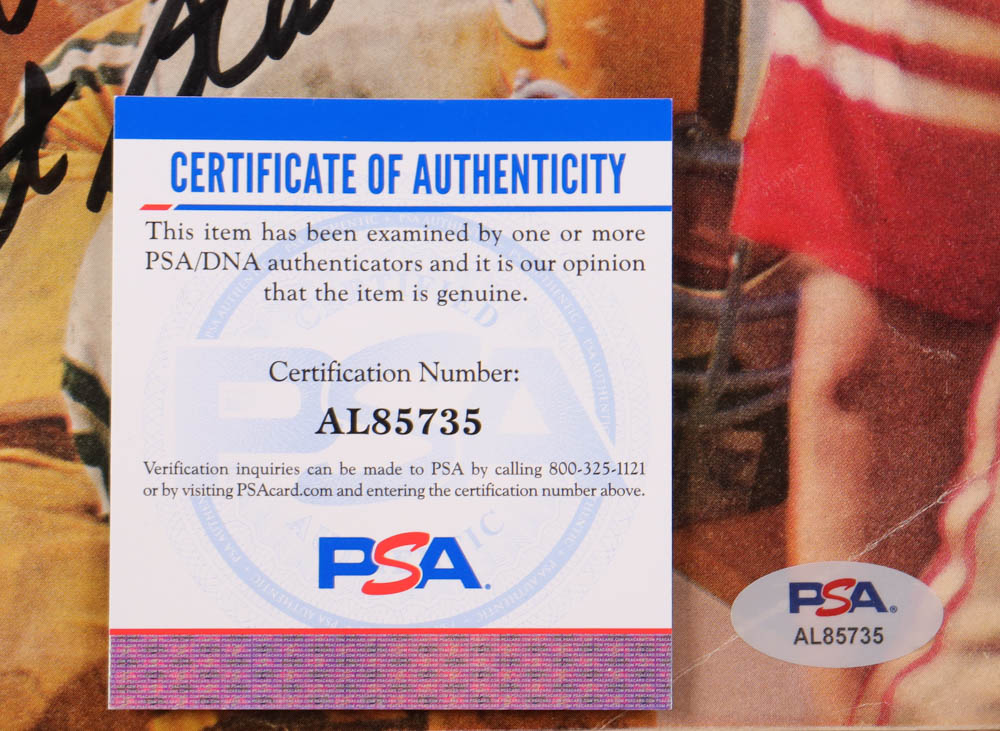 CERTIFICATE OF AUTHENTICITY
This item has been examined by one or more
PSA/DNA authenticators and it is our opinion
that the item is genuine.
Certification Number:
AL85735
Verification inquiries can be made to PSA by calling 800-325-1121
or by visiting PSAcard.com and entering the certification number above.
PSA.
PSA
AL85735